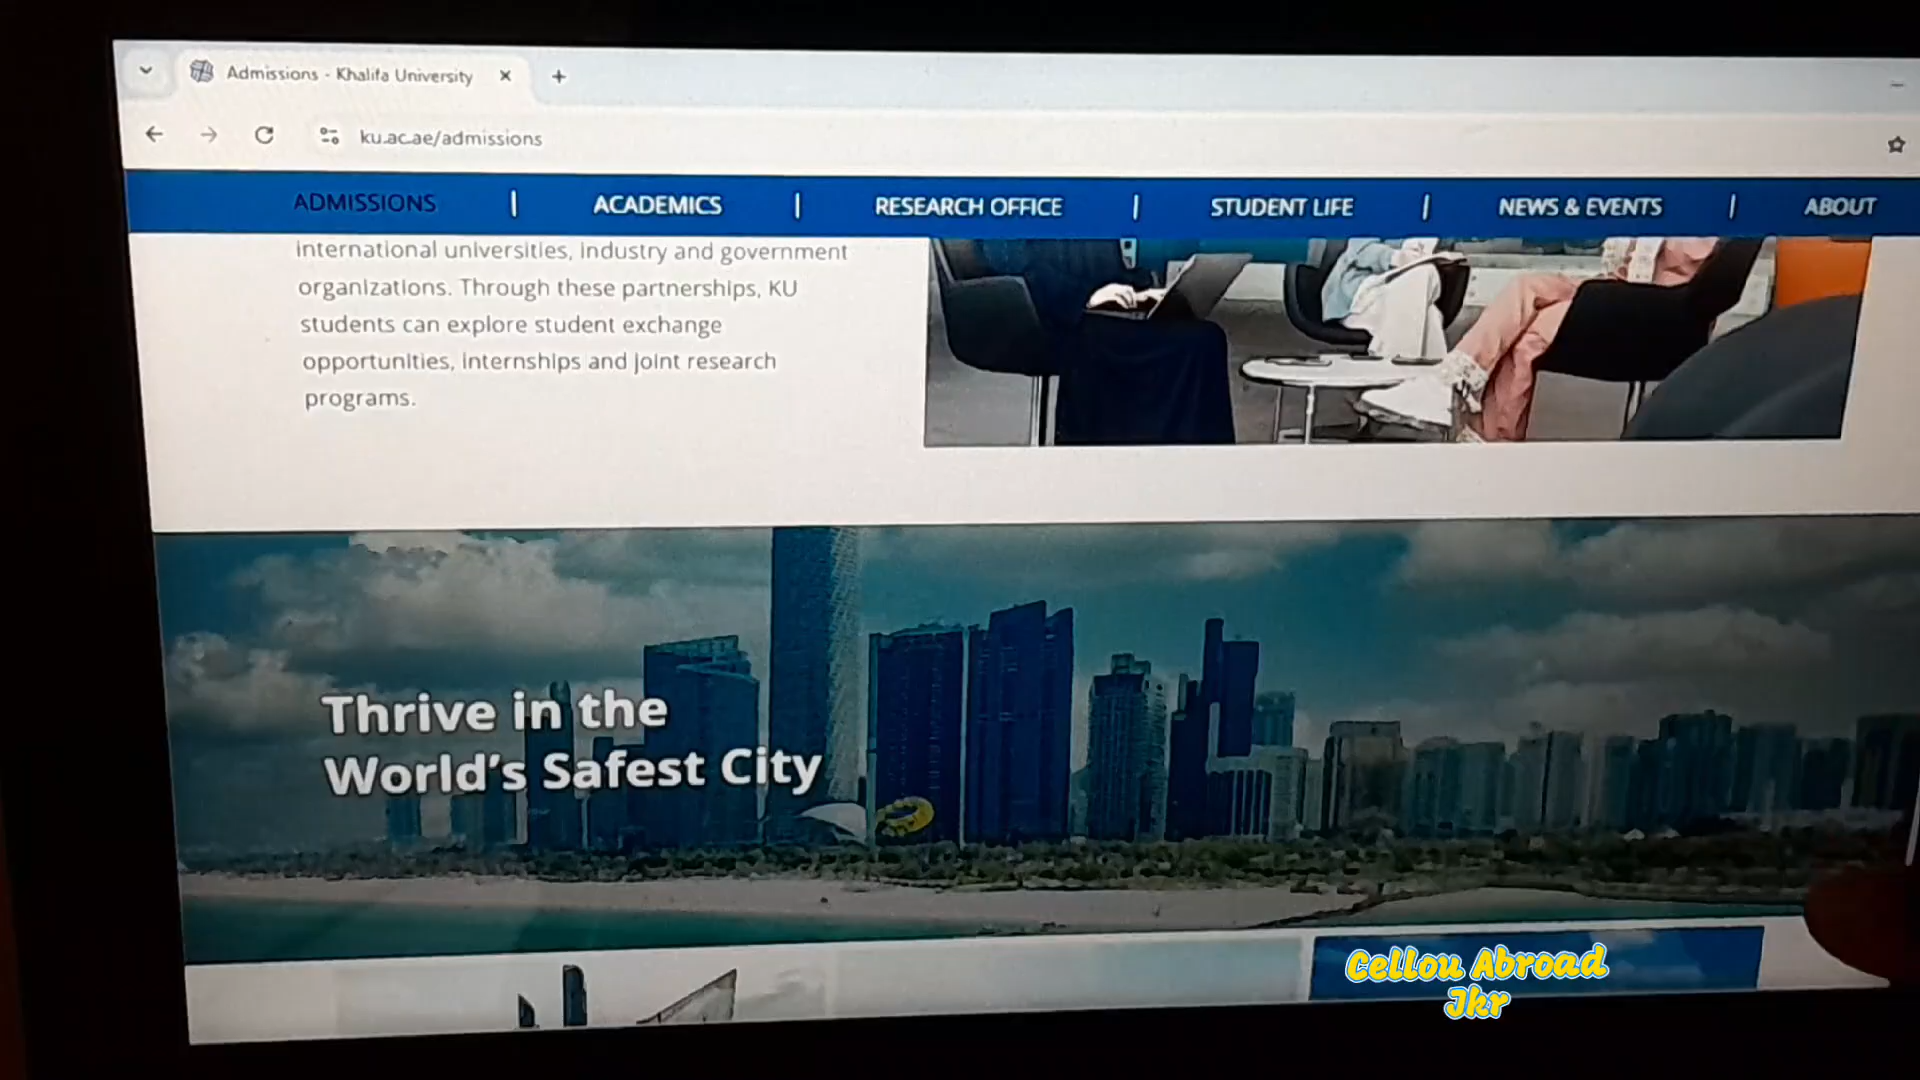 Admissions - Khalifa University
ku.ac.ae/admissions
ADMISSIONS | ACADEMICS | RESEARCH OFFICE | STUDENT LIFE | NEWS & EVENTS | ABOUT
international universities, industry and government
organizations. Through these partnerships, KU
students can explore student exchange
opportunities, internships and joint research
programs.
Thrive in the
World's Safest City
Cellou Abroad
Jkr